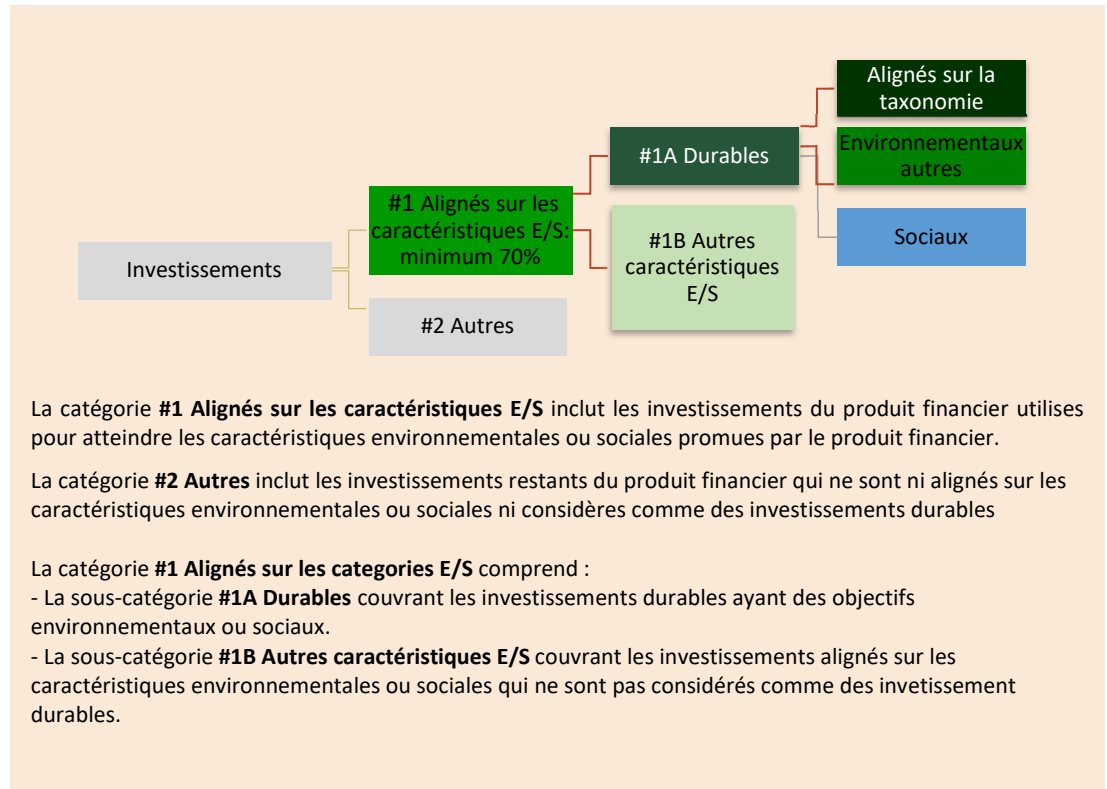 Alignés sur la
taxonomie
#1A Durables
Environnementaux
autres
#1 Alignés sur les
caractéristiques E/S:
minimum 70%
Sociaux
#1B Autres
caractéristiques
E/S
Investissements
#2 Autres
La catégorie #1 Alignés sur les caractéristiques E/S inclut les investissements du produit financier utilises
pour atteindre les caractéristiques environnementales ou sociales promues par le produit financier.
La catégorie #2 Autres inclut les investissements restants du produit financier qui ne sont ni alignés sur les
caractéristiques environnementales ou sociales ni considères comme des investissements durables
La catégorie #1 Alignés sur les categories E/S comprend :
- La sous-catégorie #1A Durables couvrant les investissements durables ayant des objectifs
environnementaux ou sociaux.
- La sous-catégorie #1B Autres caractéristiques E/S couvrant les investissements alignés sur les
caractéristiques environnementales ou sociales qui ne sont pas considérés comme des invetissement
durables.